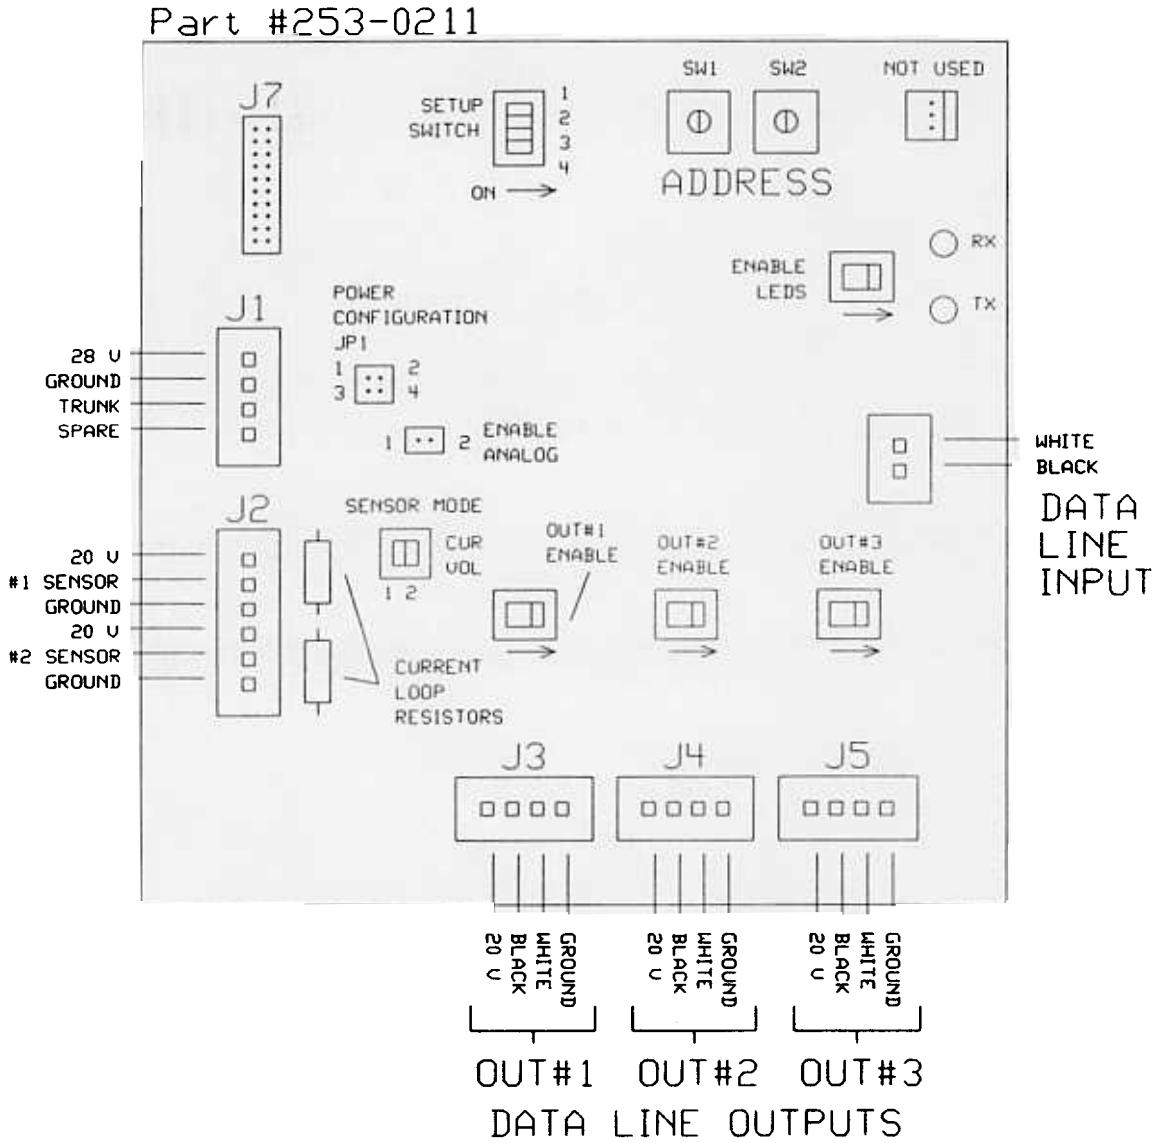 Part #253-0211
J7
SETUP
SWITCH
1
2
3
4
ON
SW1
SW2
ADDRESS
NOT USED
RX
TX
ENABLE
LEDS
J1
28 V
GROUND
TRUNK
SPARE
POWER
CONFIGURATION
JP1
1 2
3 4
1 2
ENABLE
ANALOG
WHITE
BLACK
DATA
LINE
INPUT
J2
20 V
#1 SENSOR
GROUND
20 V
#2 SENSOR
GROUND
SENSOR MODE
CUR
VOL
1 2
OUT#1
ENABLE
OUT#2
ENABLE
OUT#3
ENABLE
CURRENT
LOOP
RESISTORS
J3
J4
J5
20 V
BLACK
WHITE
GROUND
20 V
BLACK
WHITE
GROUND
20 V
BLACK
WHITE
GROUND
OUT#1
OUT#2
OUT#3
DATA LINE OUTPUTS